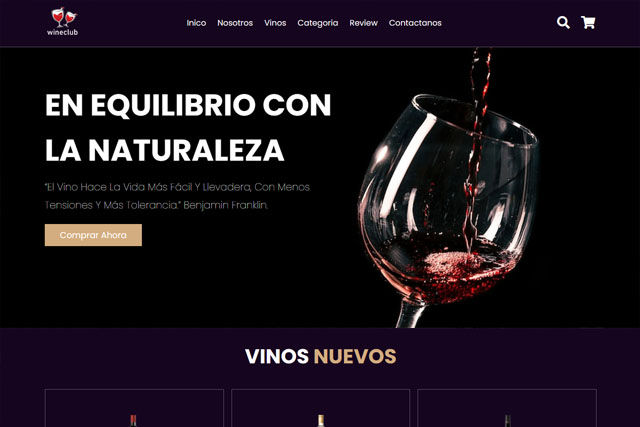 wineclub
Inico Nosotros Vinos Categoria Review Contactanos
EN EQUILIBRIO CON
LA NATURALEZA
"El Vino Hace La Vida Más Fácil Y Llevadera, Con Menos
Tensiones Y Más Tolerancia." Benjamin Franklin.
Comprar Ahora
VINOS NUEVOS